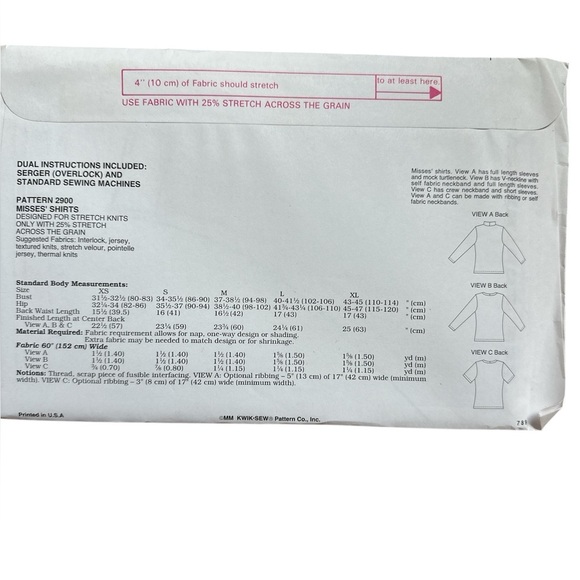 4" (10 cm) of Fabric should stretch
to at least here.
USE FABRIC WITH 25% STRETCH ACROSS THE GRAIN
DUAL INSTRUCTIONS INCLUDED:
SERGER (OVERLOCK) AND
STANDARD SEWING MACHINES
PATTERN 2900
MISSES' SHIRTS
DESIGNED FOR STRETCH KNITS
ONLY WITH 25% STRETCH
ACROSS THE GRAIN
Suggested Fabrics: Interlock, jersey,
textured knits, stretch velour, pointelle
jersey, thermal knits
Misses' shirts. View A has full length sleeves
and mock turtleneck. View B has V-neckline with
self fabric neckband and full length sleeves.
View C has crew neckband and short sleeves.
View A and C can be made with ribbing or self
fabric neckbands.
VIEW A Back
VIEW B Back
VIEW C Back
Standard Body Measurements:
Size XS S M L XL
Bust 31½-32½ (80-83) 34-35½ (86-90) 37-38½ (94-98) 40-41½ (102-106) 43-45 (110-114) " (cm)
Hip 32¼-34 (82-86) 35½-37 (90-94) 38½-40 (98-102) 41¾-43¼ (106-110) 45-47 (115-120) " (cm)
Back Waist Length 15½ (39.5) 16 (41) 16½ (42) 17 (43) 17 (43) " (cm)
Finished Length at Center Back
View A, B & C 22½ (57) 23¼ (59) 23¾ (60) 24¼ (61) 25 (63) " (cm)
Material Required: Fabric requirement allows for nap, one-way design or shading.
Extra fabric may be needed to match design or for shrinkage.
Fabric 60" (152 cm) Wide
View A 1½ (1.40) 1½ (1.40) 1½ (1.40) 1⅝ (1.50) 1⅝ (1.50) yd (m)
View B 1½ (1.40) 1½ (1.40) 1½ (1.40) 1⅝ (1.50) 1⅝ (1.50) yd (m)
View C ¾ (0.70) ⅞ (0.80) 1¼ (1.15) 1¼ (1.15) 1¼ (1.15) yd (m)
Notions: Thread, scrap piece of fusible interfacing. VIEW A: Optional ribbing – 5" (13 cm) of 17" (42 cm) wide (minimum
width). VIEW C: Optional ribbing – 3" (8 cm) of 17" (42 cm) wide (minimum width).
Printed in U.S.A
©MM KWIK•SEW® Pattern Co., Inc.